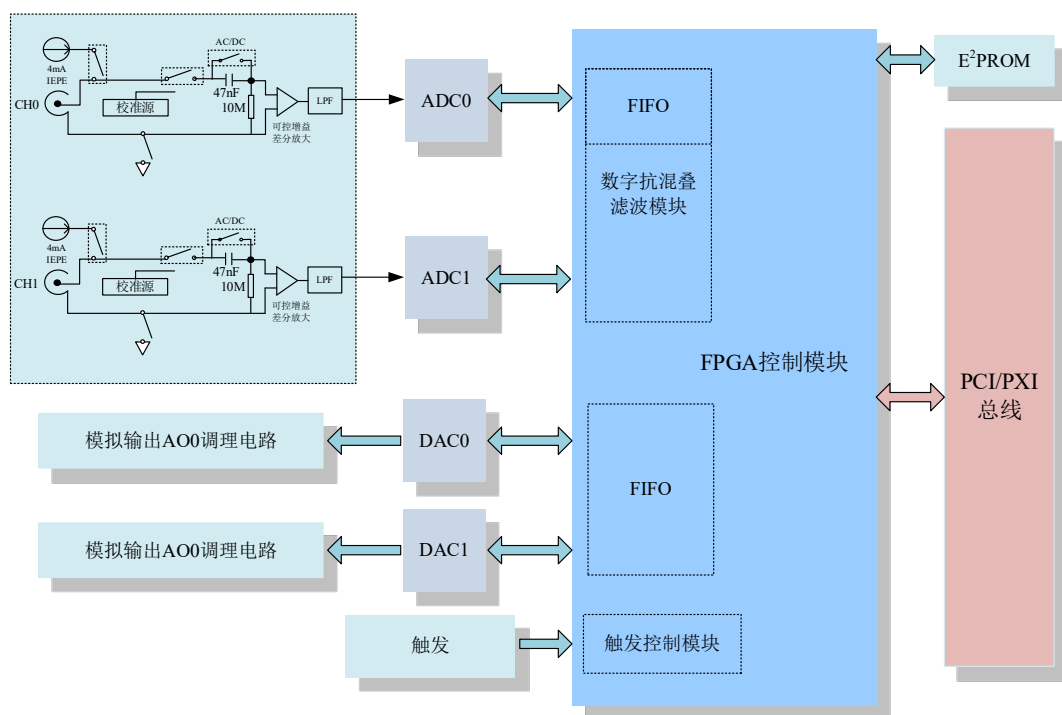 AC/DC
4mA
IEPE
CH0
校准源
47nF
10M
可控增益
差分放大
LPF
ADC0
AC/DC
4mA
IEPE
CH1
校准源
47nF
10M
可控增益
差分放大
LPF
ADC1
FIFO
数字抗混叠
滤波模块
FPGA控制模块
E²PROM
PCI/PXI
总线
模拟输出AO0调理电路
DAC0
FIFO
模拟输出AO0调理电路
DAC1
触发
触发控制模块